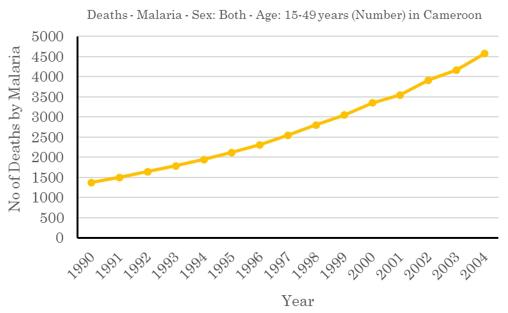 Deaths - Malaria - Sex: Both - Age: 15-49 years (Number) in Cameroon
No of Deaths by Malaria
5000
4500
4000
3500
3000
2500
2000
1500
1000
500
0
1990 1991 1992 1993 1994 1995 1996 1997 1998 1999 2000 2001 2002 2003 2004
Year